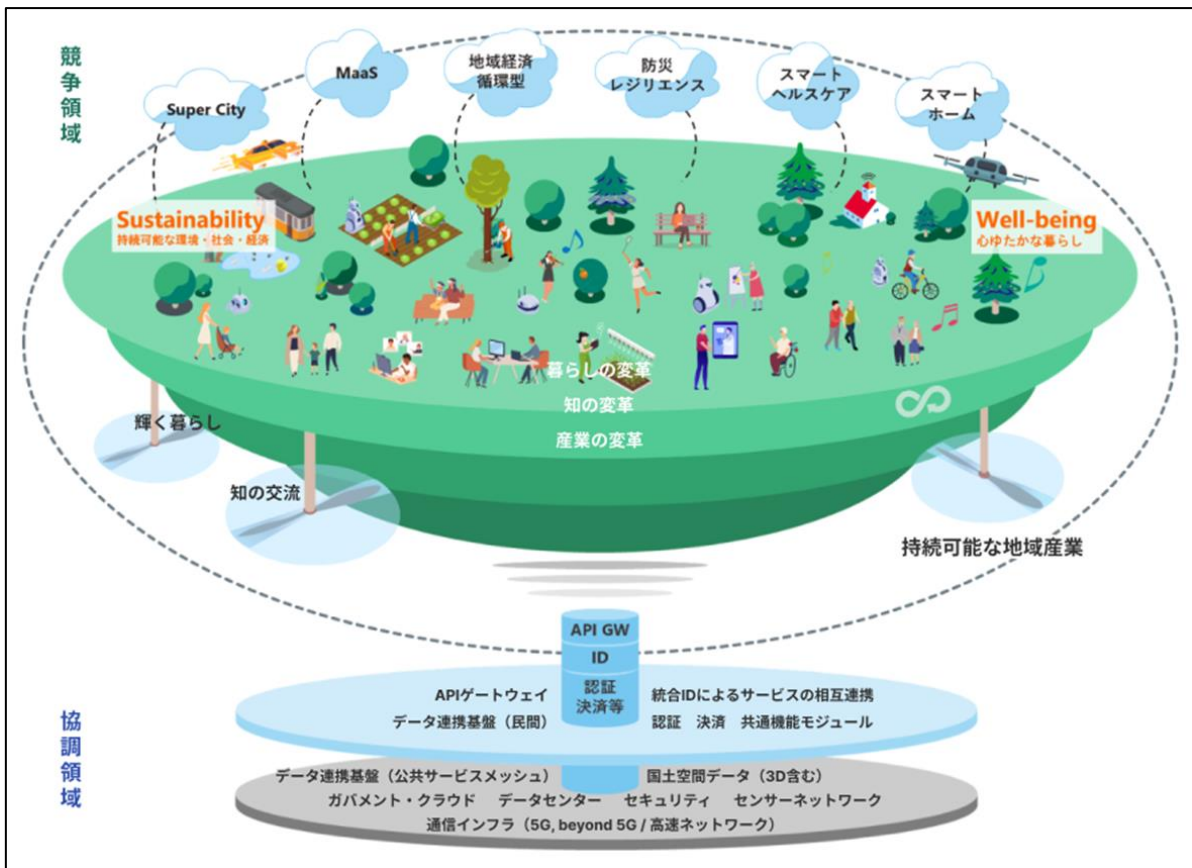 競争領域
Super City
MaaS
地域経済
循環型
防災
レジリエンス
スマート
ヘルスケア
スマート
ホーム
Sustainability
持続可能な環境・社会・経済
Well-being
心ゆたかな暮らし
暮らしの変革
知の変革
産業の変革
輝く暮らし
知の交流
持続可能な地域産業
API GW
ID
認証
決済等
協調領域
APIゲートウェイ
統合IDによるサービスの相互連携
データ連携基盤（民間）
認証 決済 共通機能モジュール
データ連携基盤（公共サービスメッシュ）
国土空間データ（3D含む）
ガバメント・クラウド データセンター セキュリティ センサーネットワーク
通信インフラ（5G, beyond 5G / 高速ネットワーク）